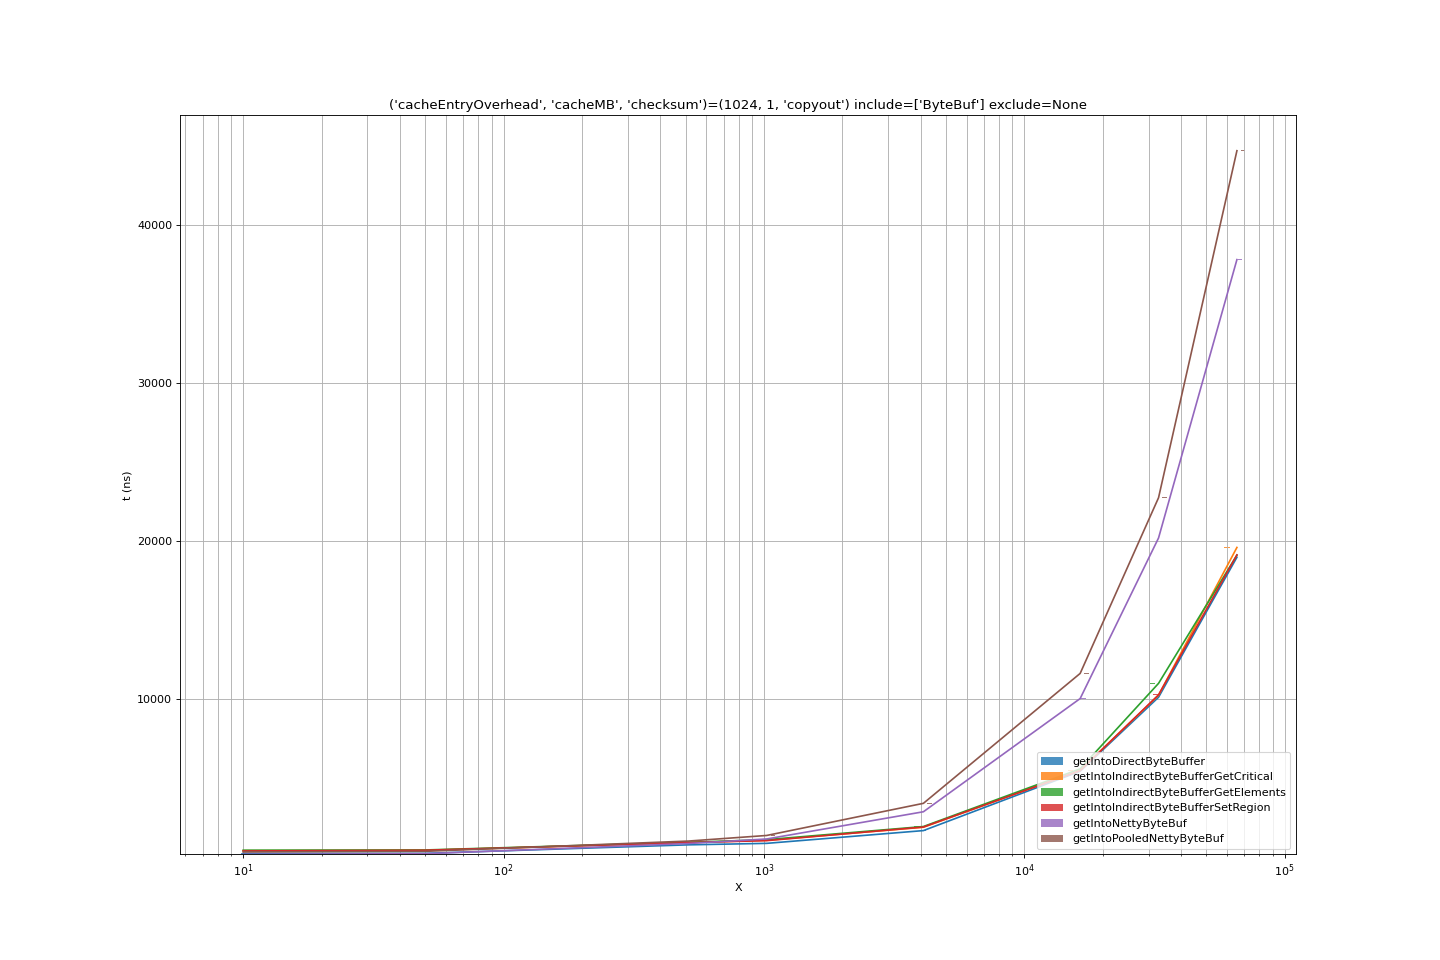 ('cacheEntryOverhead', 'cacheMB', 'checksum')=(1024, 1, 'copyout') include=['ByteBuf'] exclude=None
40000
30000
20000
10000
t (ns)
10¹
10²
10³
10⁴
10⁵
X
getIntoDirectByteBuffer
getIntoIndirectByteBufferGetCritical
getIntoIndirectByteBufferGetElements
getIntoIndirectByteBufferSetRegion
getIntoNettyByteBuf
getIntoPooledNettyByteBuf